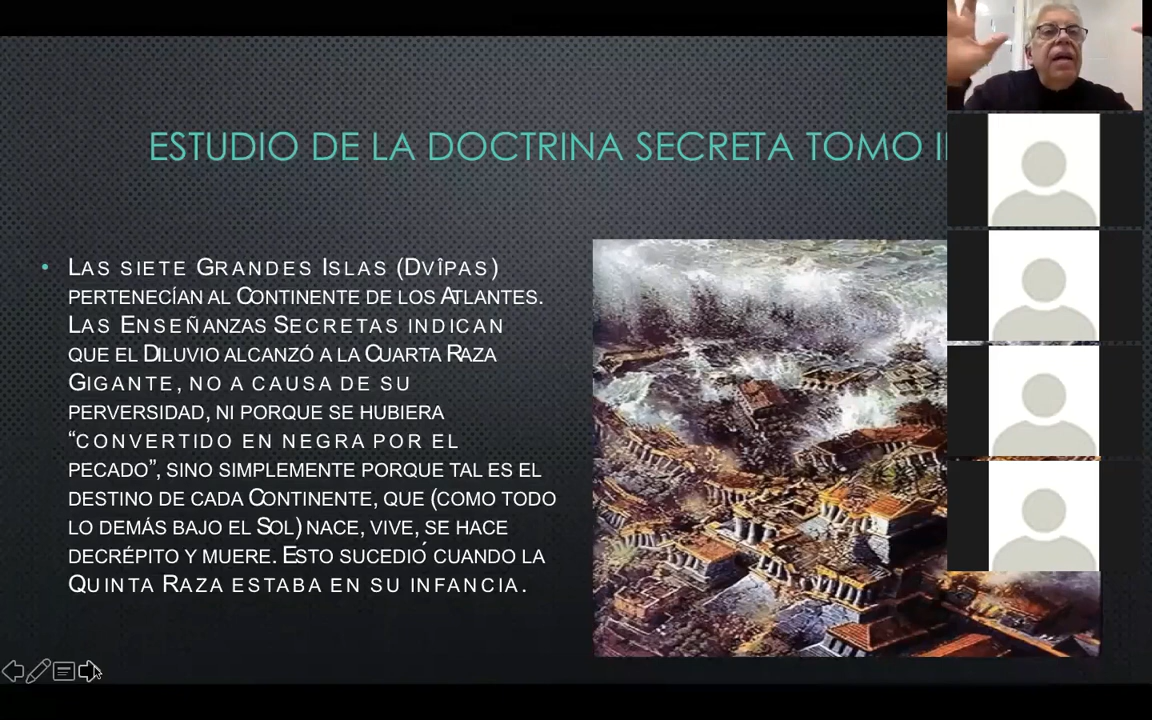 ESTUDIO DE LA DOCTRINA SECRETA TOMO
• LAS SIETE GRANDES ISLAS (DVÎPAS)
PERTENECÍAN AL CONTINENTE DE LOS ATLANTES.
LAS ENSEÑANZAS SECRETAS INDICAN
QUE EL DILUVIO ALCANZÓ A LA CUARTA RAZA
GIGANTE, NO A CAUSA DE SU
PERVERSIDAD, NI PORQUE SE HUBIERA
“CONVERTIDO EN NEGRA POR EL
PECADO”, SINO SIMPLEMENTE PORQUE TAL ES EL
DESTINO DE CADA CONTINENTE, QUE (COMO TODO
LO DEMÁS BAJO EL SOL) NACE, VIVE, SE HACE
DECRÉPITO Y MUERE. ESTO SUCEDIÓ CUANDO LA
QUINTA RAZA ESTABA EN SU INFANCIA.